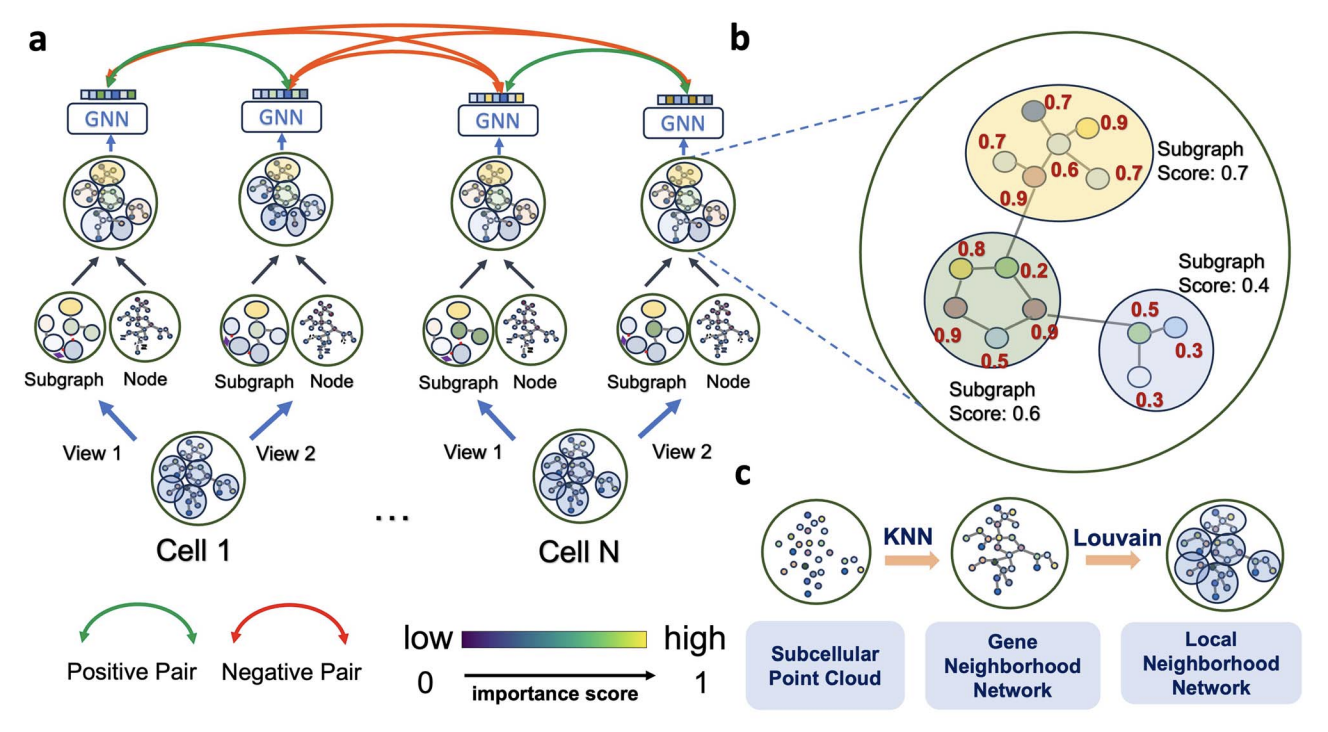 a
GNN
GNN
GNN
GNN
Subgraph
Node
Subgraph
Node
Subgraph
Node
Subgraph
Node
View 1
View 2
View 1
View 2
...
Cell 1
Cell N
Positive Pair
Negative Pair
low
high
0
importance score
1
b
0.7
0.9
0.7
0.6
0.7
0.9
Subgraph
Score: 0.7
0.8
0.2
0.9
0.9
0.5
Subgraph
Score: 0.6
Subgraph
Score: 0.4
0.5
0.3
0.3
c
KNN
Louvain
Subcellular
Point Cloud
Gene
Neighborhood
Network
Local
Neighborhood
Network